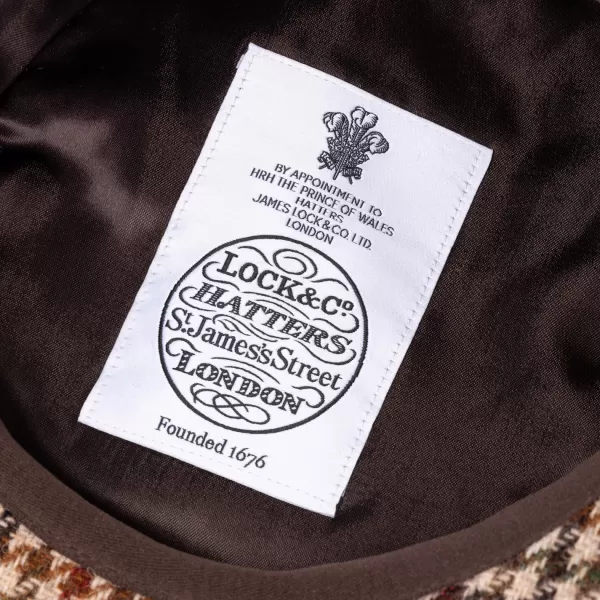 BY APPOINTMENT TO
HRH THE PRINCE OF WALES
HATTERS
JAMES LOCK & CO. LTD.
LONDON
LOCK & Co
HATTERS
St. James's Street
LONDON
Founded 1676